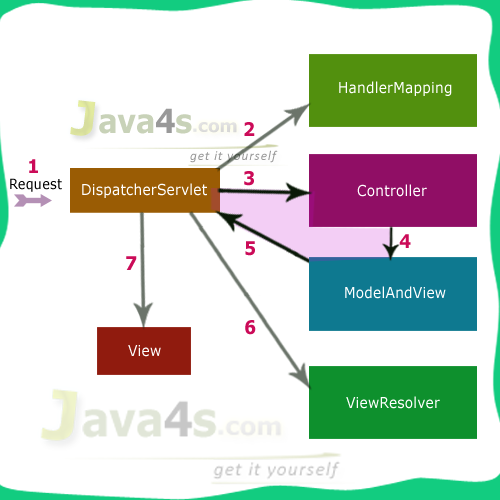 HandlerMapping
Java4s.com
2
get it yourself
1
Request
DispatcherServlet
3
Controller
4
5
7
ModelAndView
6
View
ViewResolver
Java4s.com
get it yourself